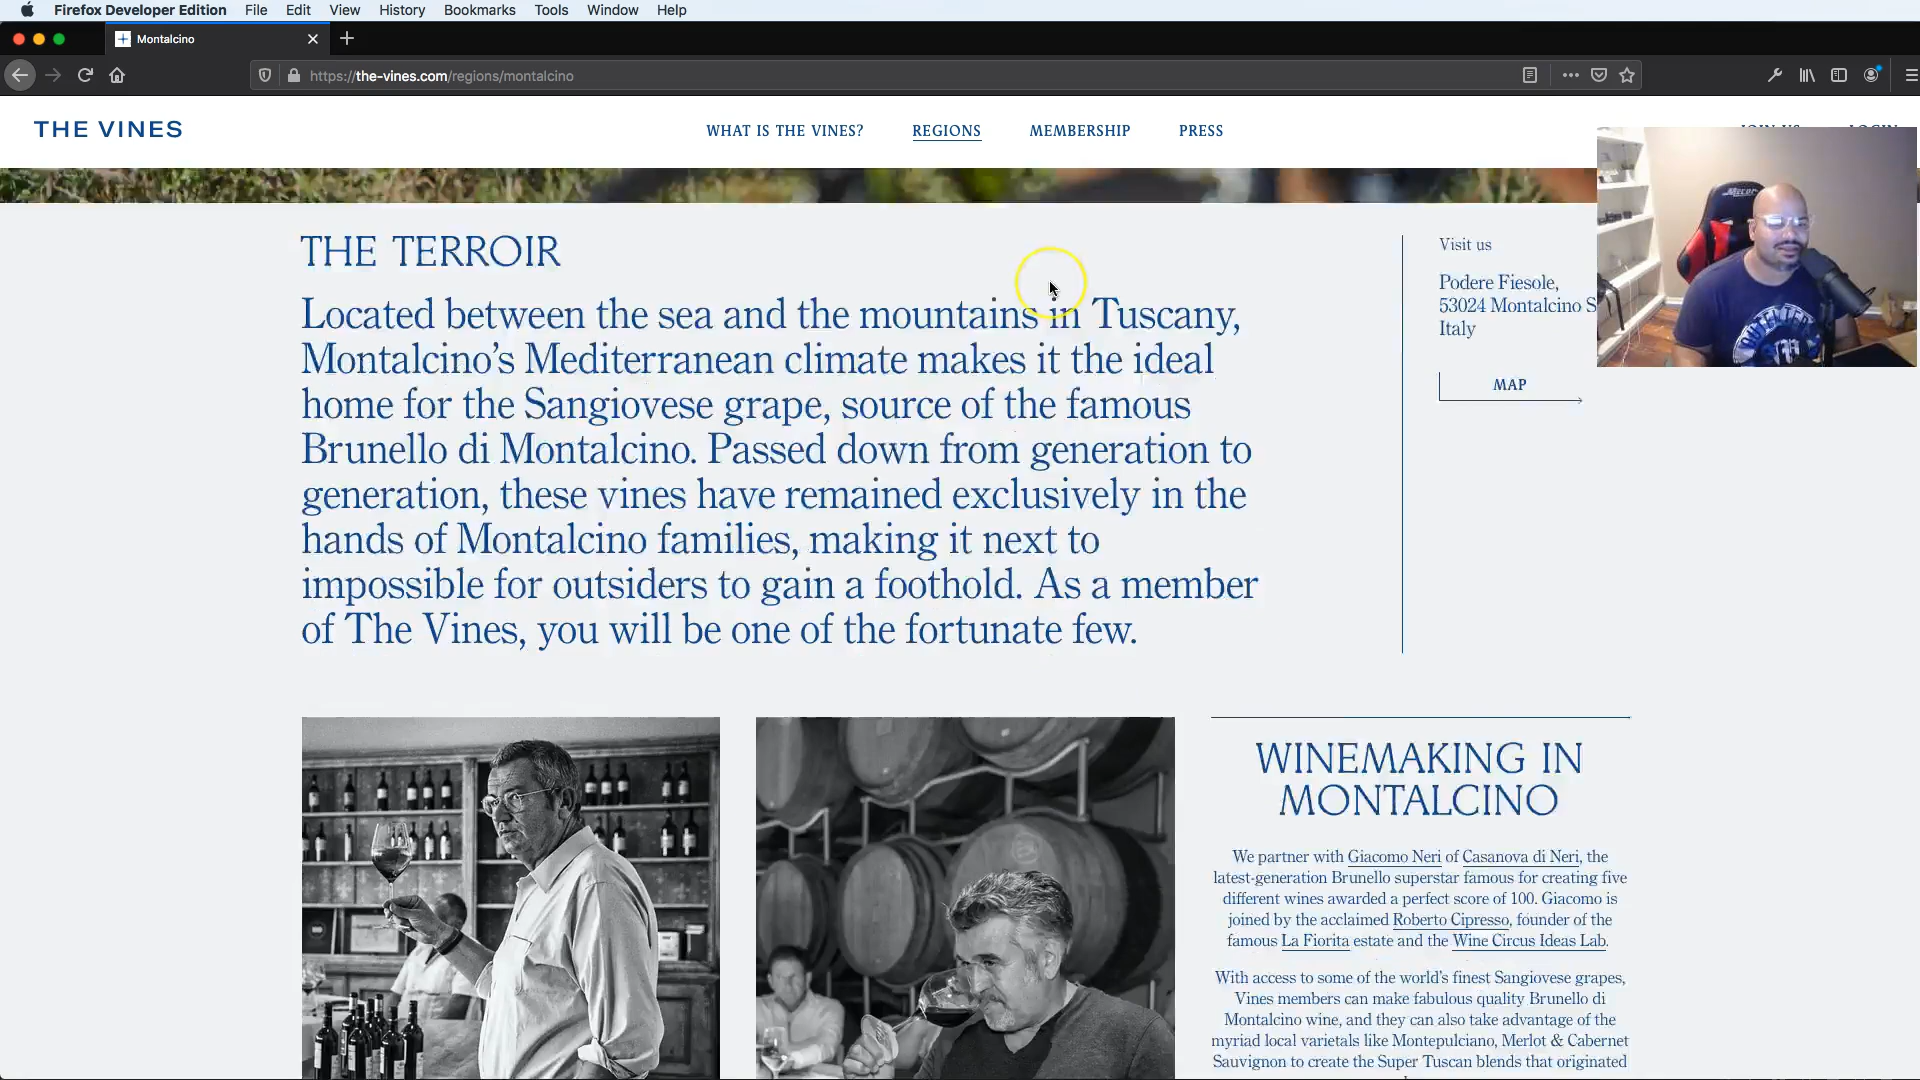 Firefox Developer Edition File Edit View History Bookmarks Tools Window Help
Montalcino
https://the-vines.com/regions/montalcino
THE VINES
WHAT IS THE VINES? REGIONS MEMBERSHIP PRESS
JOIN US LOGIN
THE TERROIR
Located between the sea and the mountains in Tuscany,
Montalcino’s Mediterranean climate makes it the ideal
home for the Sangiovese grape, source of the famous
Brunello di Montalcino. Passed down from generation to
generation, these vines have remained exclusively in the
hands of Montalcino families, making it next to
impossible for outsiders to gain a foothold. As a member
of The Vines, you will be one of the fortunate few.
Visit us
Podere Fiesole,
53024 Montalcino S
Italy
MAP
WINEMAKING IN
MONTALCINO
We partner with Giacomo Neri of Casanova di Neri, the
latest-generation Brunello superstar famous for creating five
different wines awarded a perfect score of 100. Giacomo is
joined by the acclaimed Roberto Cipresso, founder of the
famous La Fiorita estate and the Wine Circus Ideas Lab.
With access to some of the world’s finest Sangiovese grapes,
Vines members can make fabulous quality Brunello di
Montalcino wine, and they can also take advantage of the
myriad local varietals like Montepulciano, Merlot & Cabernet
Sauvignon to create the Super Tuscan blends that originated